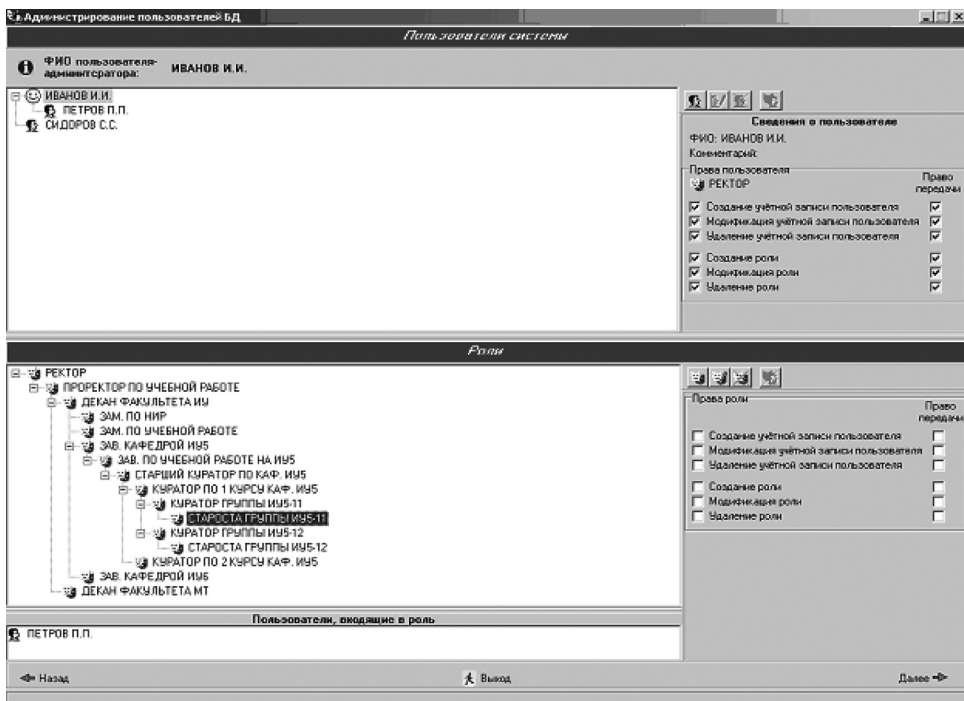 Администрирование пользователей БД
Пользователи системы
ФИО пользователя-
админитсратора:
ИВАНОВ И.И.
ИВАНОВ И.И.
ПЕТРОВ П.П.
СИДОРОВ С.С.
Сведения о пользователе
ФИО: ИВАНОВ И.И.
Комментарий:
Права пользователя
РЕКТОР
Право
передачи
Создание учётной записи пользователя
Модификация учётной записи пользователя
Удаление учётной записи пользователя
Создание роли
Модификация роли
Удаление роли
Роли
РЕКТОР
ПРОРЕКТОР ПО УЧЕБНОЙ РАБОТЕ
ДЕКАН ФАКУЛЬТЕТА ИУ
ЗАМ. ПО НИР
ЗАМ. ПО УЧЕБНОЙ РАБОТЕ
ЗАВ. КАФЕДРОЙ ИУ5
ЗАВ. ПО УЧЕБНОЙ РАБОТЕ НА ИУ5
СТАРШИЙ КУРАТОР ПО КАФ. ИУ5
КУРАТОР ПО 1 КУРСУ КАФ. ИУ5
КУРАТОР ГРУППЫ ИУ5-11
СТАРОСТА ГРУППЫ ИУ5-11
КУРАТОР ГРУППЫ ИУ5-12
СТАРОСТА ГРУППЫ ИУ5-12
КУРАТОР ПО 2 КУРСУ КАФ. ИУ5
ЗАВ. КАФЕДРОЙ ИУ6
ДЕКАН ФАКУЛЬТЕТА МТ
Права роли
Право
передачи
Создание учётной записи пользователя
Модификация учётной записи пользователя
Удаление учётной записи пользователя
Создание роли
Модификация роли
Удаление роли
Пользователи, входящие в роль
ПЕТРОВ П.П.
Назад
Выход
Далее